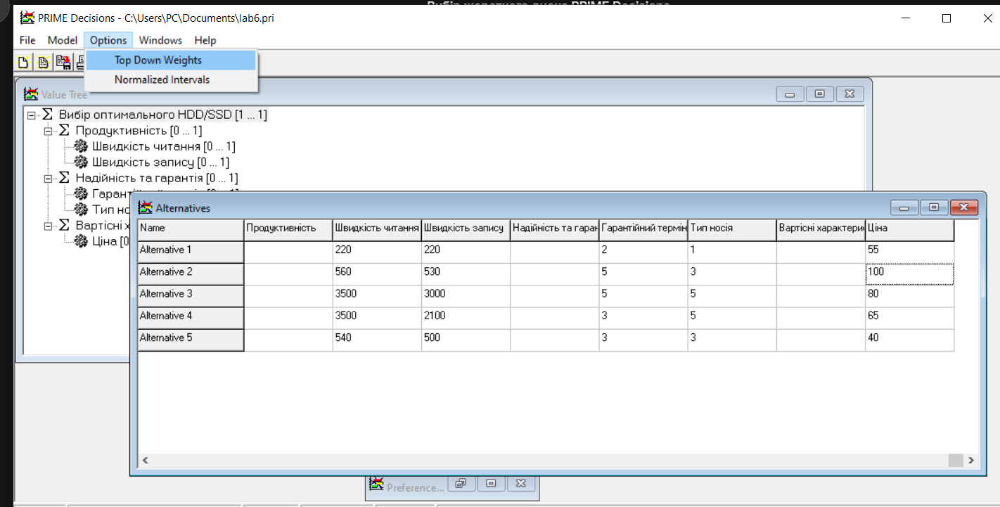 PRIME Decisions - C:\Users\PC\Documents\lab6.pri
File Model Options Windows Help
Top Down Weights
Normalized Intervals
Value Tree
Вибір оптимального HDD/SSD [1 ... 1]
Продуктивність [0 ... 1]
Швидкість читання [0 ... 1]
Швидкість запису [0 ... 1]
Надійність та гарантія [0 ... 1]
Гарант
Тип но
Вартісні х
Ціна [0
Alternatives
Name Продуктивність Швидкість читання Швидкість запису Надійність та гаран Гарантійний термін Тип носія Вартісні характери Ціна
Alternative 1 220 220 2 1 55
Alternative 2 560 530 5 3 100
Alternative 3 3500 3000 5 5 80
Alternative 4 3500 2100 3 5 65
Alternative 5 540 500 3 3 40
Preference...